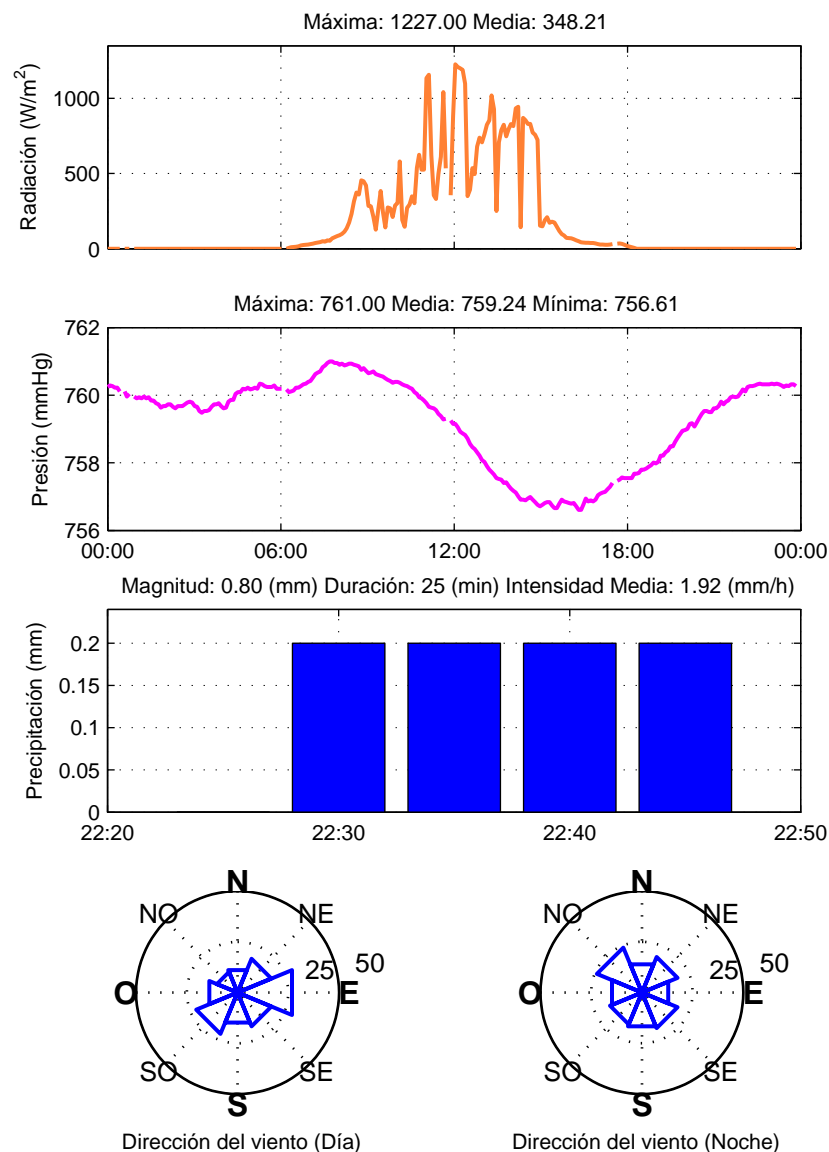 Máxima: 1227.00 Media: 348.21
Radiación (W/m²)
1000
500
0
Máxima: 761.00 Media: 759.24 Mínima: 756.61
Presión (mmHg)
762
760
758
756
00:00 06:00 12:00 18:00 00:00
Magnitud: 0.80 (mm) Duración: 25 (min) Intensidad Media: 1.92 (mm/h)
Precipitación (mm)
0.2
0.15
0.1
0.05
0
22:20 22:30 22:40 22:50
N
NO NE
25 50
O E
SO SE
S
Dirección del viento (Día)
N
NO NE
25 50
O E
SO SE
S
Dirección del viento (Noche)